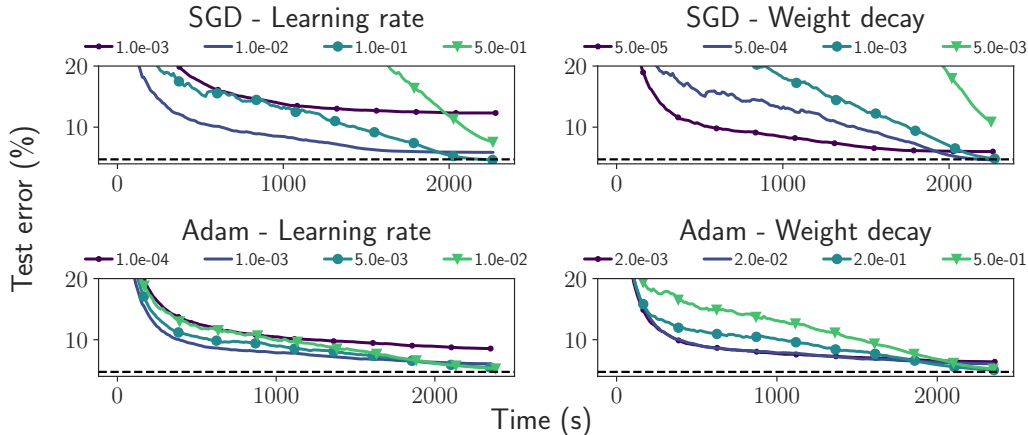 SGD - Learning rate
1.0e-03 1.0e-02 1.0e-01 5.0e-01
20
10
0 1000 2000
SGD - Weight decay
5.0e-05 5.0e-04 1.0e-03 5.0e-03
20
10
0 1000 2000
Test error (%)
Adam - Learning rate
1.0e-04 1.0e-03 5.0e-03 1.0e-02
20
10
0 1000 2000
Adam - Weight decay
2.0e-03 2.0e-02 2.0e-01 5.0e-01
20
10
0 1000 2000
Time (s)